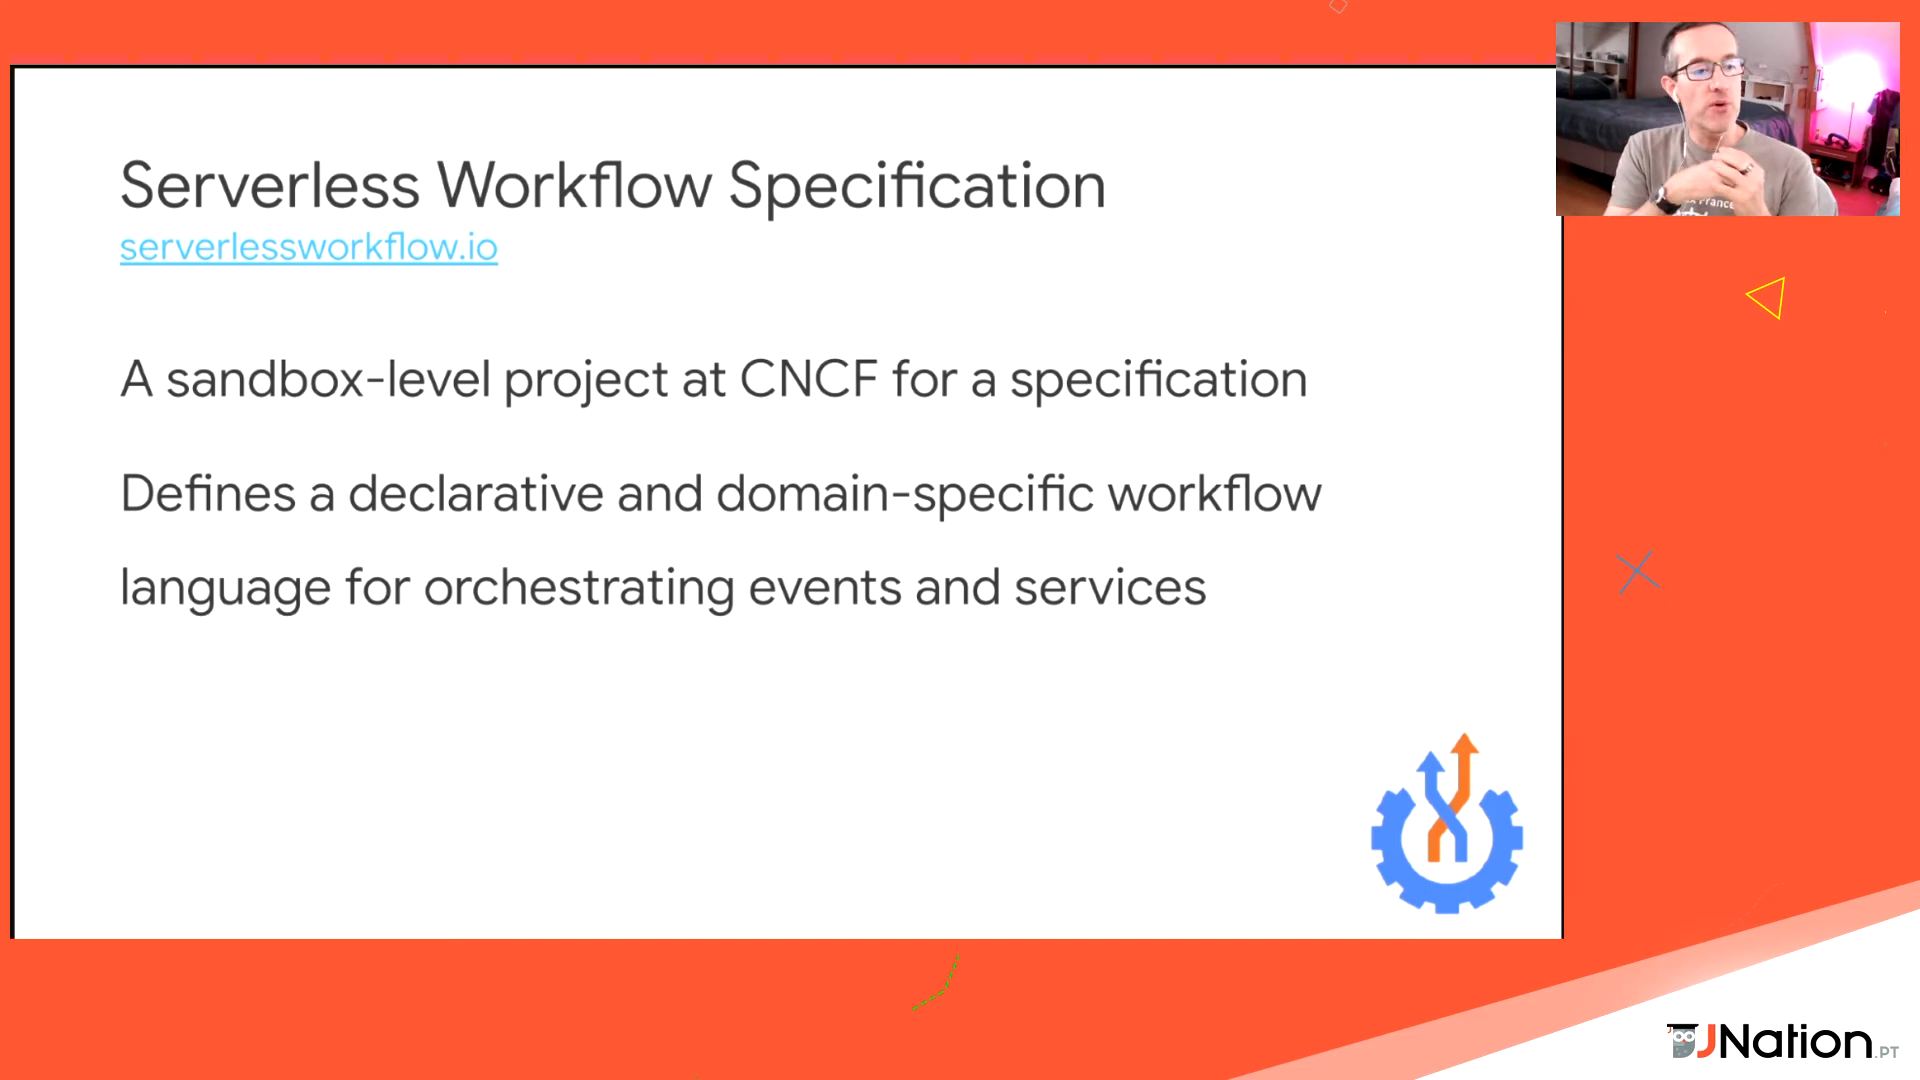 Serverless Workflow Specification
serverlessworkflow.io
A sandbox-level project at CNCF for a specification
Defines a declarative and domain-specific workflow
language for orchestrating events and services
JNation.PT